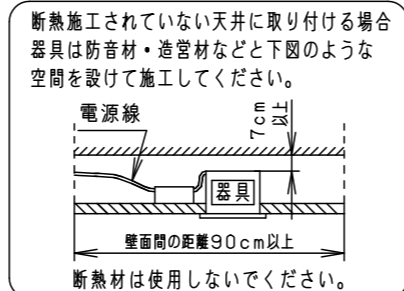 断熱施工されていない天井に取り付ける場合
器具は防音材・造営材などと下図のような
空間を設けて施工してください。
電源線
7cm
以上
器具
壁面間の距離90cm以上
断熱材は使用しないでください。